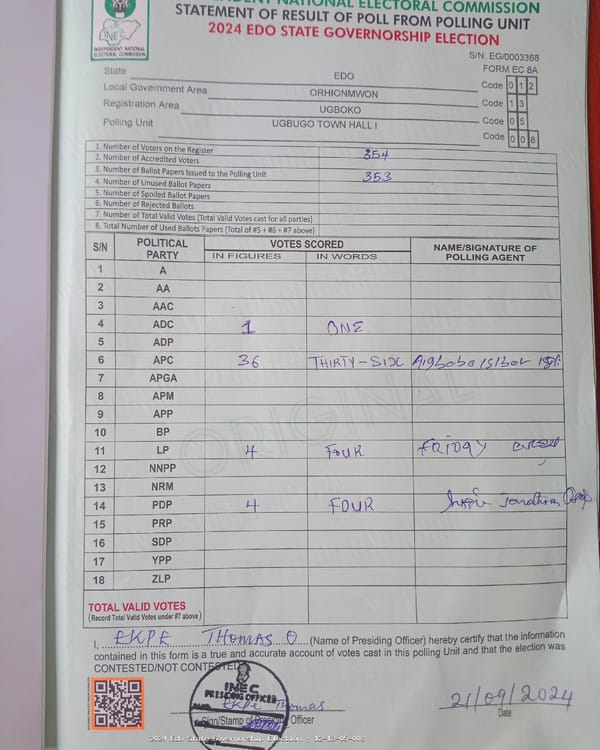 INDEPENDENT NATIONAL ELECTORAL COMMISSION
STATEMENT OF RESULT OF POLL FROM POLLING UNIT
2024 EDO STATE GOVERNORSHIP ELECTION
INEC
INDEPENDENT NATIONAL
ELECTORAL COMMISSION
S/N: EG/0003368
FORM EC 8A
State EDO Code 0 1 2
Local Government Area ORHIONMWON Code 1 3
Registration Area UGBOKO Code 0 5
Polling Unit UGBUGO TOWN HALL I Code 0 0 8
1. Number of Voters on the Register 354
2. Number of Accredited Voters
3. Number of Ballot Papers Issued to the Polling Unit 353
4. Number of Unused Ballot Papers
5. Number of Spoiled Ballot Papers
6. Number of Rejected Ballots
7. Number of Total Valid Votes (Total Valid Votes cast for all parties)
8. Total Number of Used Ballots Papers (Total of #5 + #6 + #7 above)
S/N POLITICAL PARTY VOTES SCORED NAME/SIGNATURE OF POLLING AGENT
IN FIGURES IN WORDS
1 A
2 AA
3 AAC
4 ADC 1 ONE
5 ADP
6 APC 36 THIRTY-SIX
7 APGA
8 APM
9 APP
10 BP
11 LP 4 FOUR FRIDAY
12 NNPP
13 NRM
14 PDP 4 FOUR
15 PRP
16 SDP
17 YPP
18 ZLP
ORIGINAL
TOTAL VALID VOTES
(Record Total Valid Votes under #7 above)
I, EKPE THOMAS O (Name of Presiding Officer) hereby certify that the information
contained in this form is a true and accurate account of votes cast in this polling Unit and that the election was
CONTESTED/NOT CONTESTED
INEC
PRESIDING OFFICER
Ekpe Thomas
Sign/Stamp of Presiding Officer
21/09/2024
Date
2024 Edo State Governorship Election : 12-13-05-008